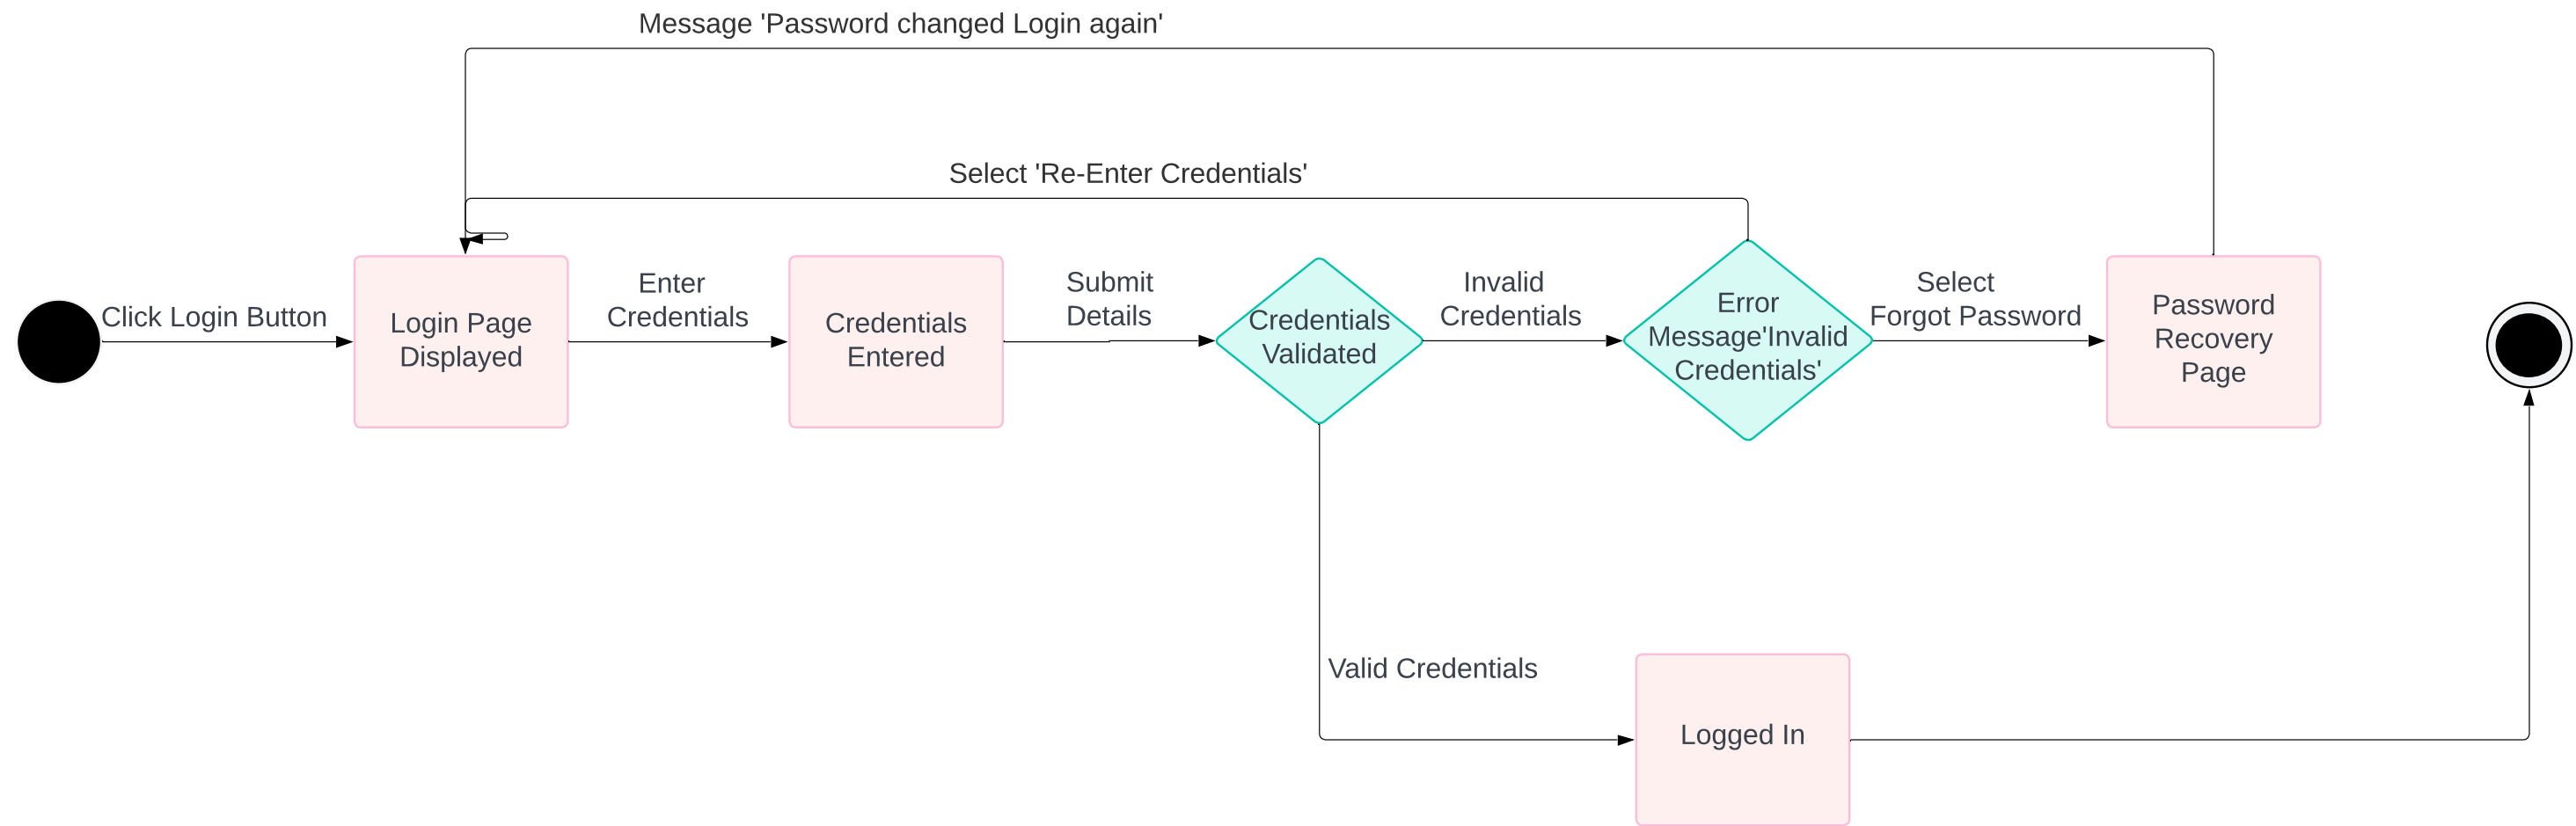 Message 'Password changed Login again'
Select 'Re-Enter Credentials'
Click Login Button
Login Page
Displayed
Enter
Credentials
Credentials
Entered
Submit
Details
Credentials
Validated
Invalid
Credentials
Error
Message'Invalid
Credentials'
Select
Forgot Password
Password
Recovery
Page
Valid Credentials
Logged In